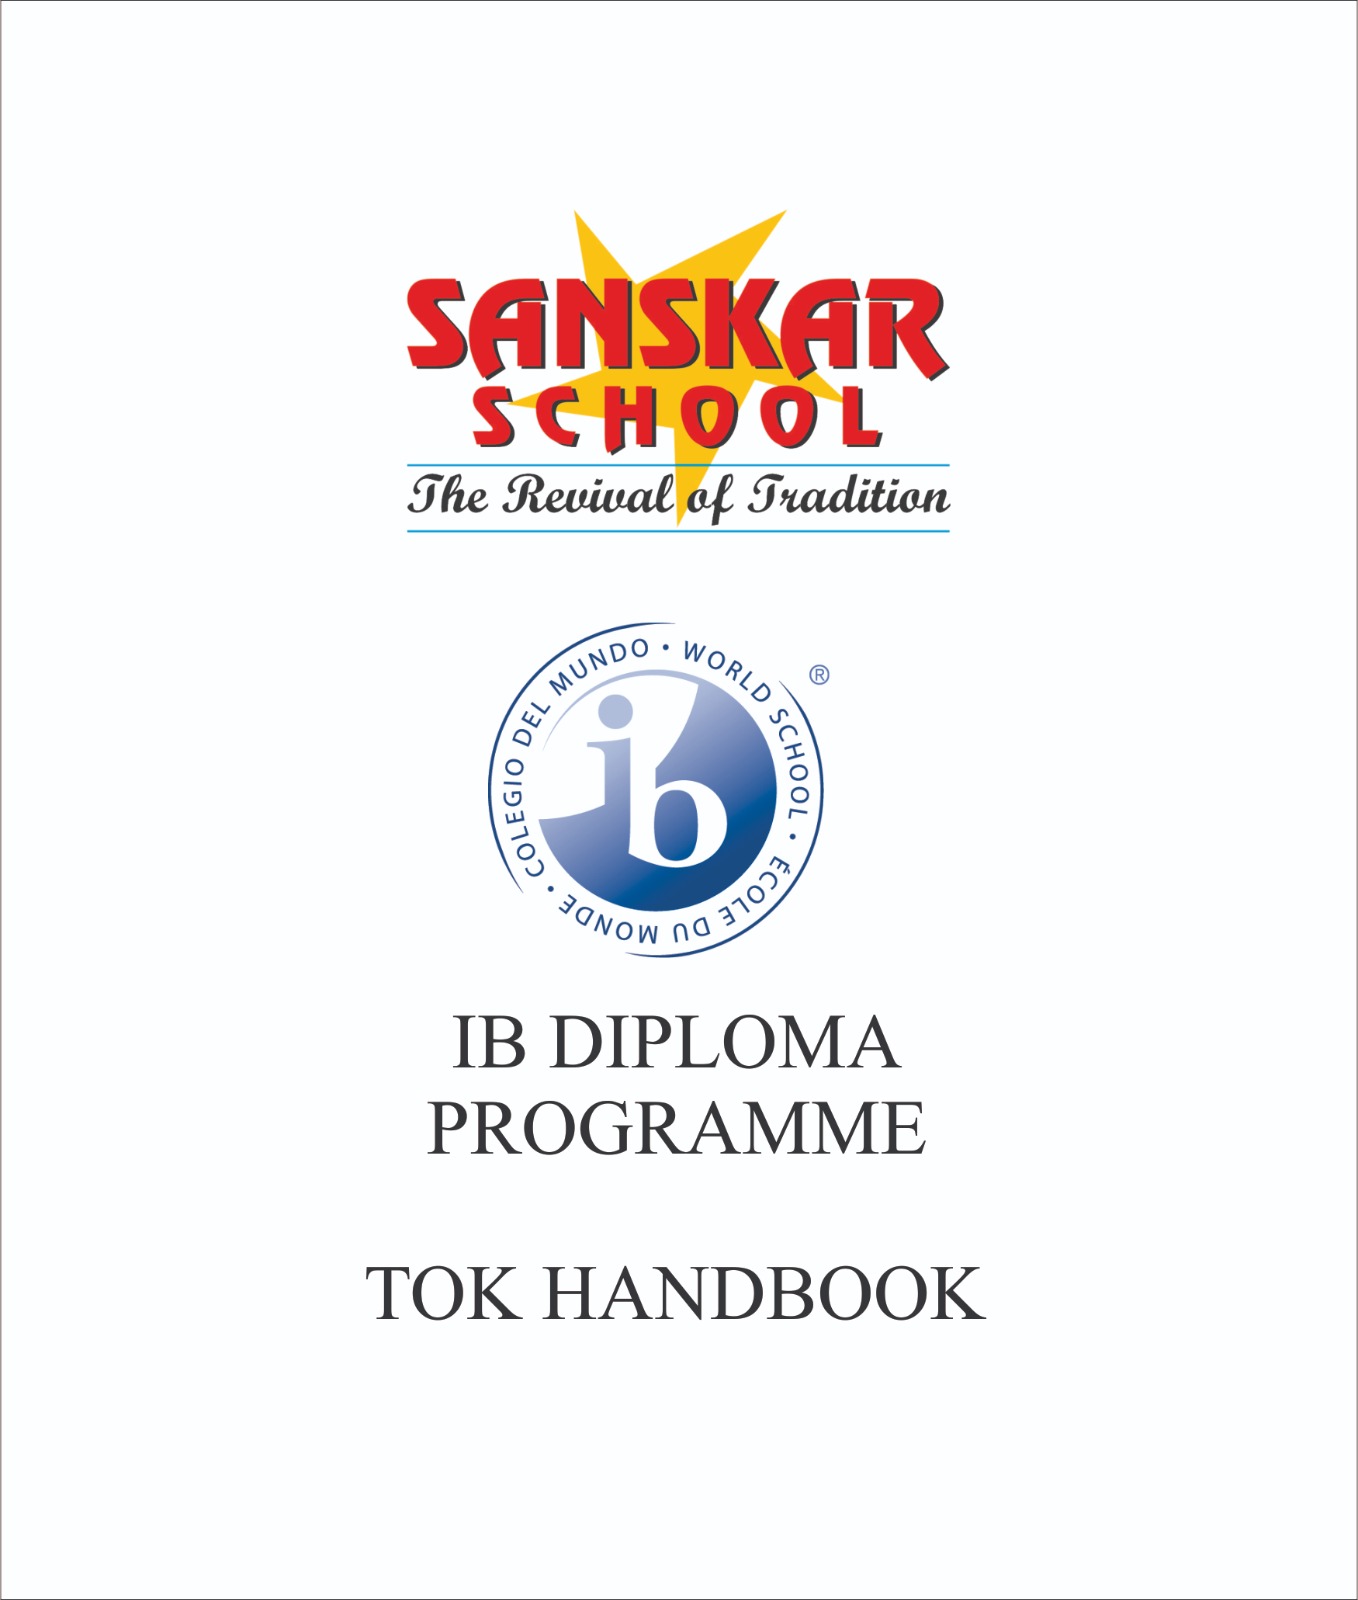 SANSKAR
SCHOOL
The Revival of Tradition
COLEGIO DEL MUNDO · WORLD SCHOOL · ÉCOLE DU MONDE ·
®
ib
IB DIPLOMA
PROGRAMME
TOK HANDBOOK